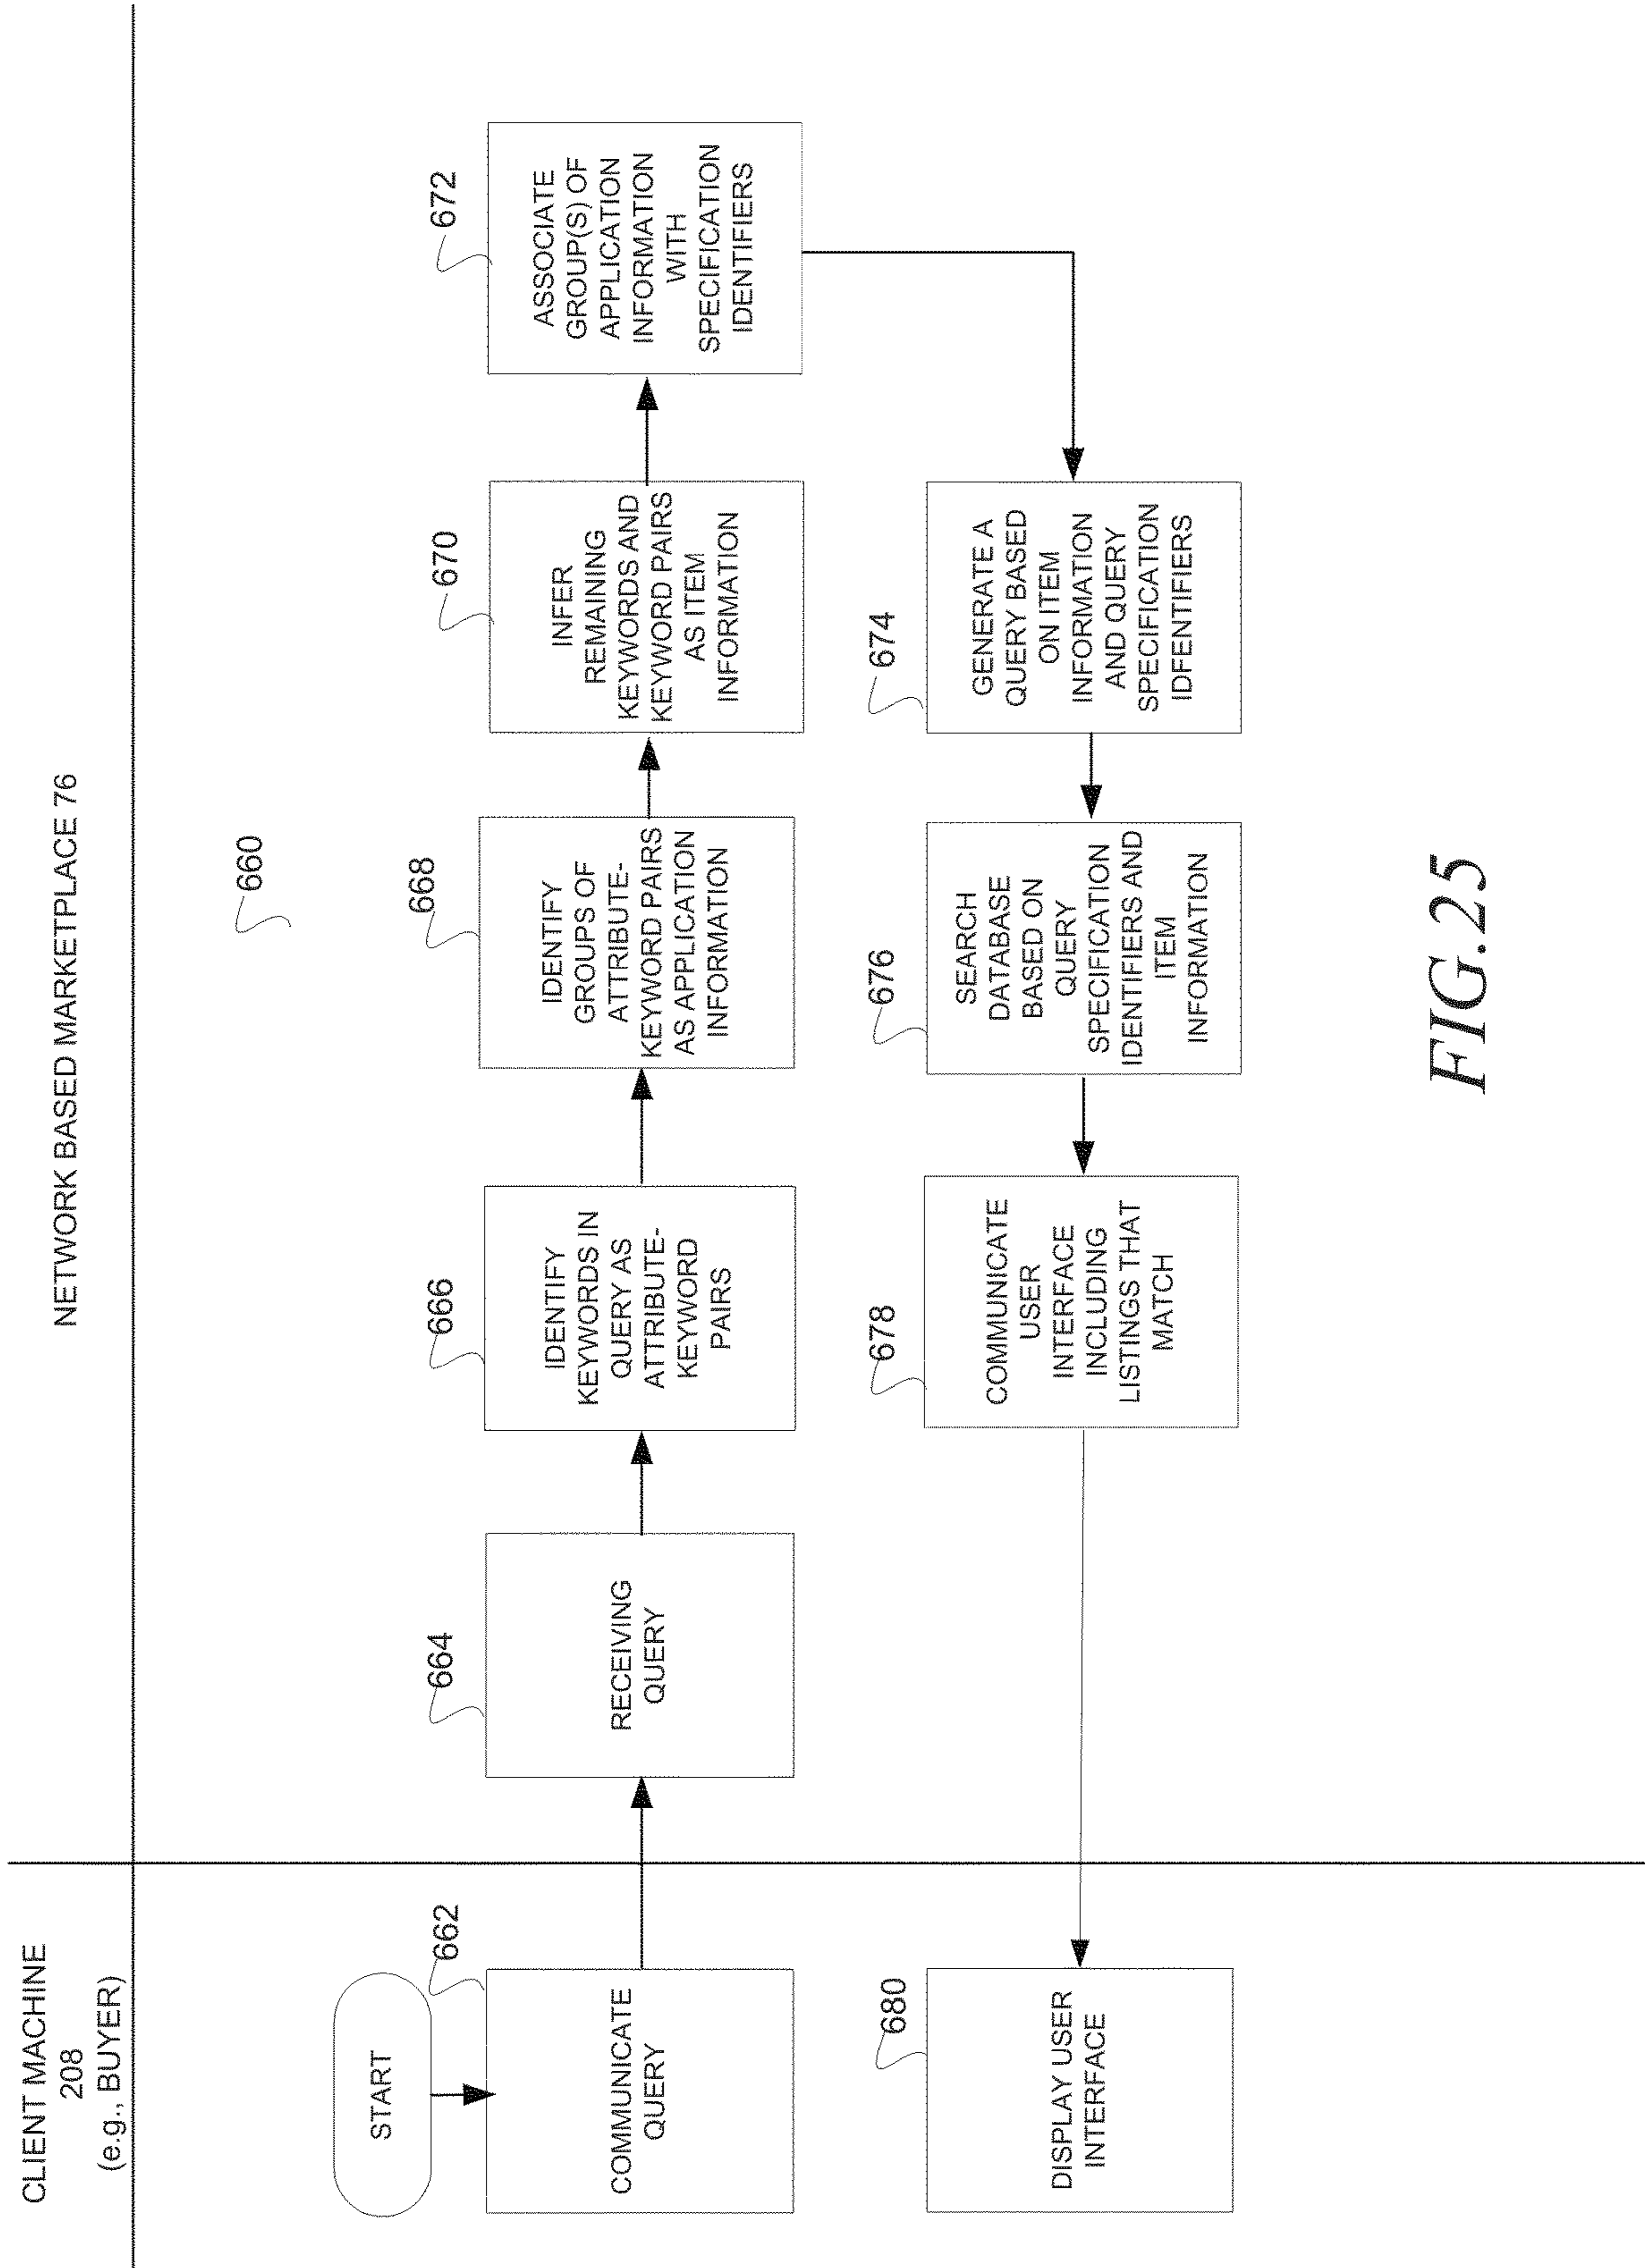 CLIENT MACHINE
208
(e.g., BUYER)
NETWORK BASED MARKETPLACE 76
660
START
662
COMMUNICATE
QUERY
664
RECEIVING
QUERY
666
IDENTIFY
KEYWORDS IN
QUERY AS
ATTRIBUTE-
KEYWORD
PAIRS
668
IDENTIFY
GROUPS OF
ATTRIBUTE-
KEYWORD PAIRS
AS APPLICATION
INFORMATION
670
INFER
REMAINING
KEYWORDS AND
KEYWORD PAIRS
AS ITEM
INFORMATION
672
ASSOCIATE
GROUP(S) OF
APPLICATION
INFORMATION
WITH
SPECIFICATION
IDENTIFIERS
674
GENERATE A
QUERY BASED
ON ITEM
INFORMATION
AND QUERY
SPECIFICATION
IDFENTIFIERS
676
SEARCH
DATABASE
BASED ON
QUERY
SPECIFICATION
IDENTIFIERS AND
ITEM
INFORMATION
678
COMMUNICATE
USER
INTERFACE
INCLUDING
LISTINGS THAT
MATCH
680
DISPLAY USER
INTERFACE
FIG.25